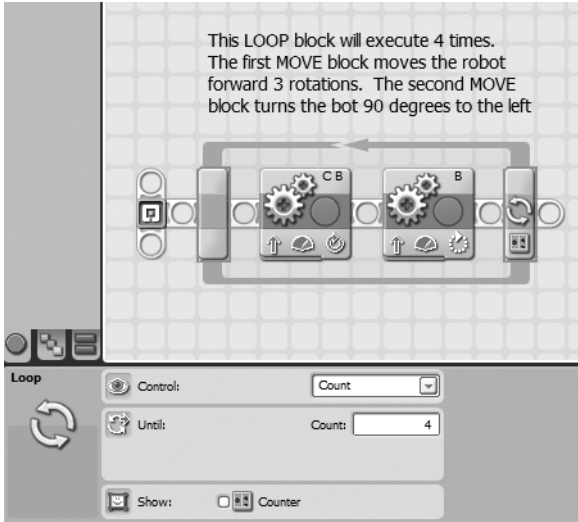 This LOOP block will execute 4 times.
The first MOVE block moves the robot
forward 3 rotations.  The second MOVE
block turns the bot 90 degrees to the left
C B
B
Loop
Control:
Count
Until:
Count:
4
Show:
Counter